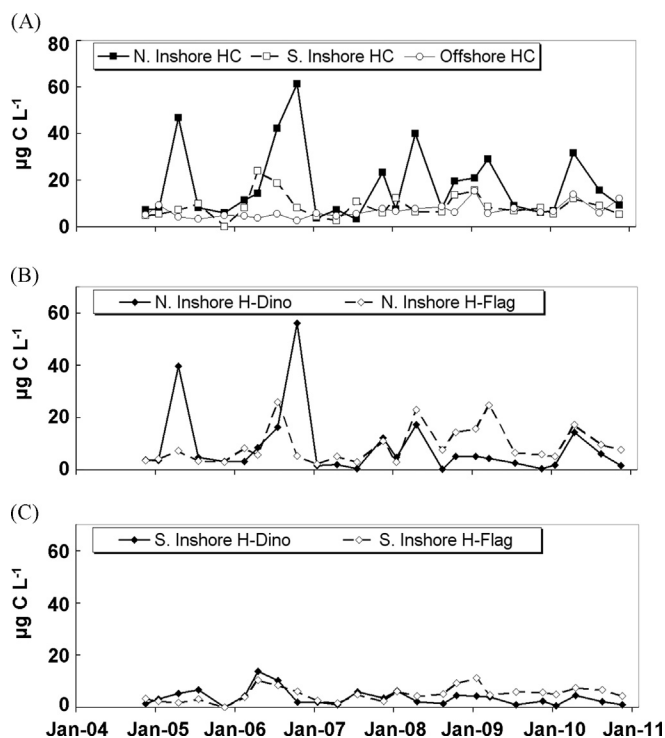 (A)
80
60
40
20
0
µg C L-1
N. Inshore HC S. Inshore HC Offshore HC
(B)
60
40
20
0
µg C L-1
N. Inshore H-Dino N. Inshore H-Flag
(C)
60
40
20
0
µg C L-1
S. Inshore H-Dino S. Inshore H-Flag
Jan-04 Jan-05 Jan-06 Jan-07 Jan-08 Jan-09 Jan-10 Jan-11